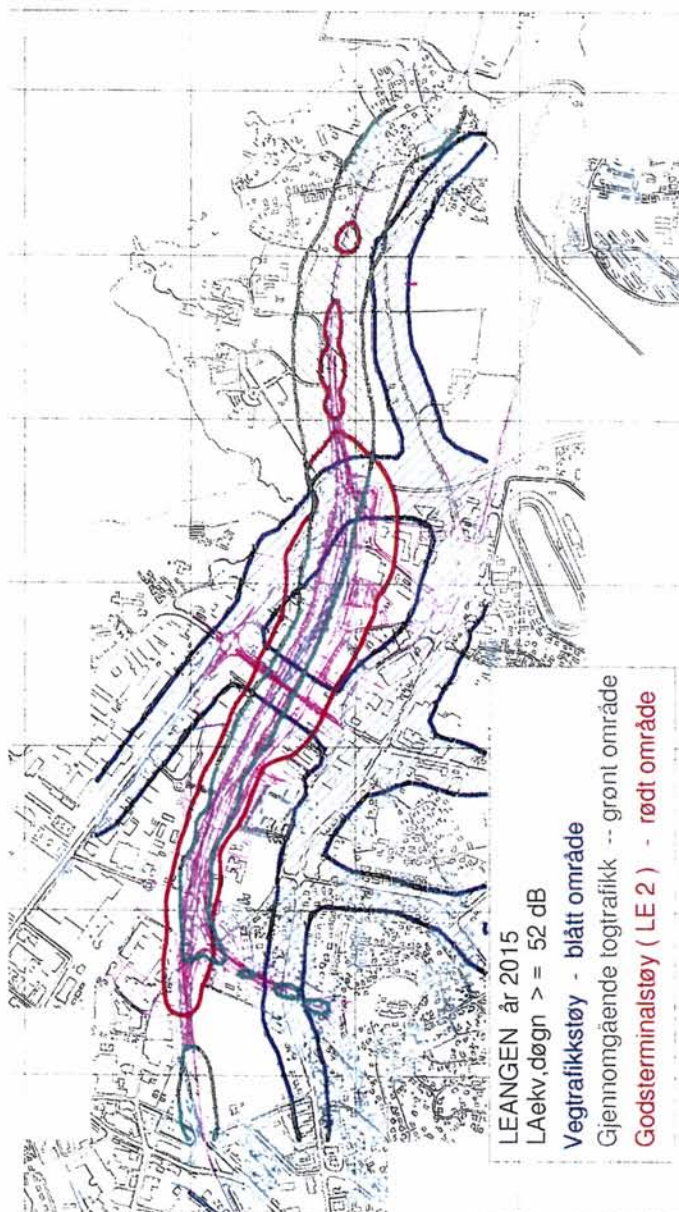 LEANGEN år 2015
LAekv,døgn > = 52 dB
Vegtrafikkstøy - blått område
Gjennomgående togtrafikk -- grønt område
Godsterminalstøy ( LE 2 ) - rødt område